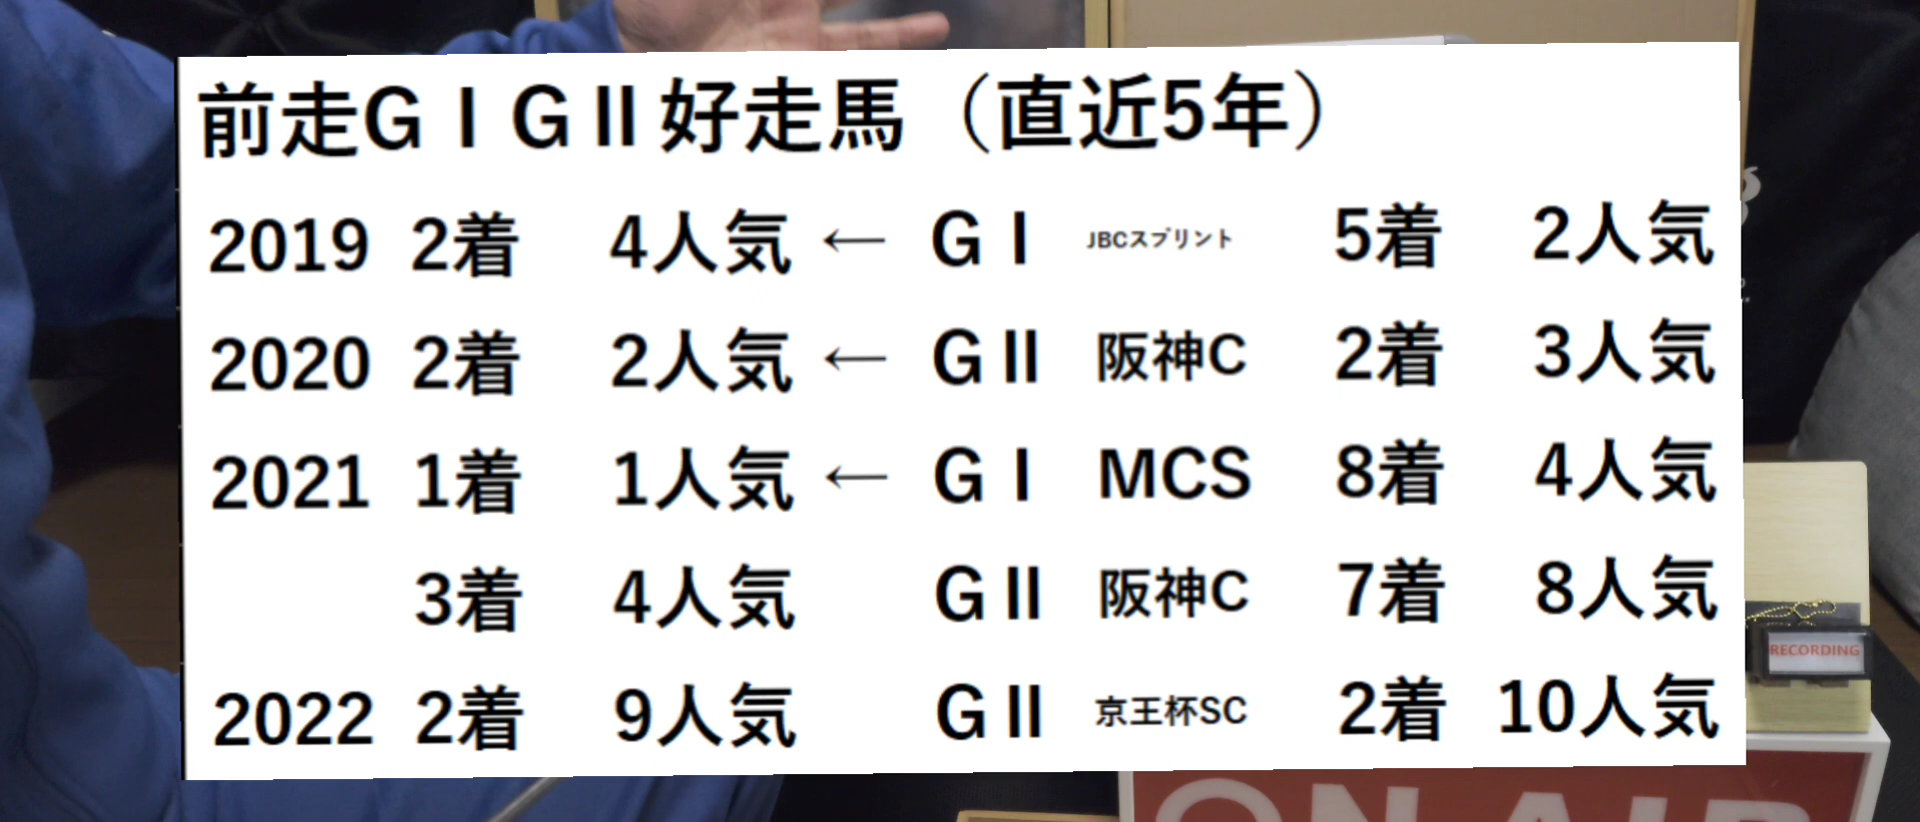 前走GⅠGⅡ好走馬（直近5年）
2019 2着 4人気 ← GⅠ JBCスプリント 5着 2人気
2020 2着 2人気 ← GⅡ 阪神C 2着 3人気
2021 1着 1人気 ← GⅠ MCS 8着 4人気
3着 4人気 GⅡ 阪神C 7着 8人気
2022 2着 9人気 GⅡ 京王杯SC 2着 10人気
RECORDING
ON AIR